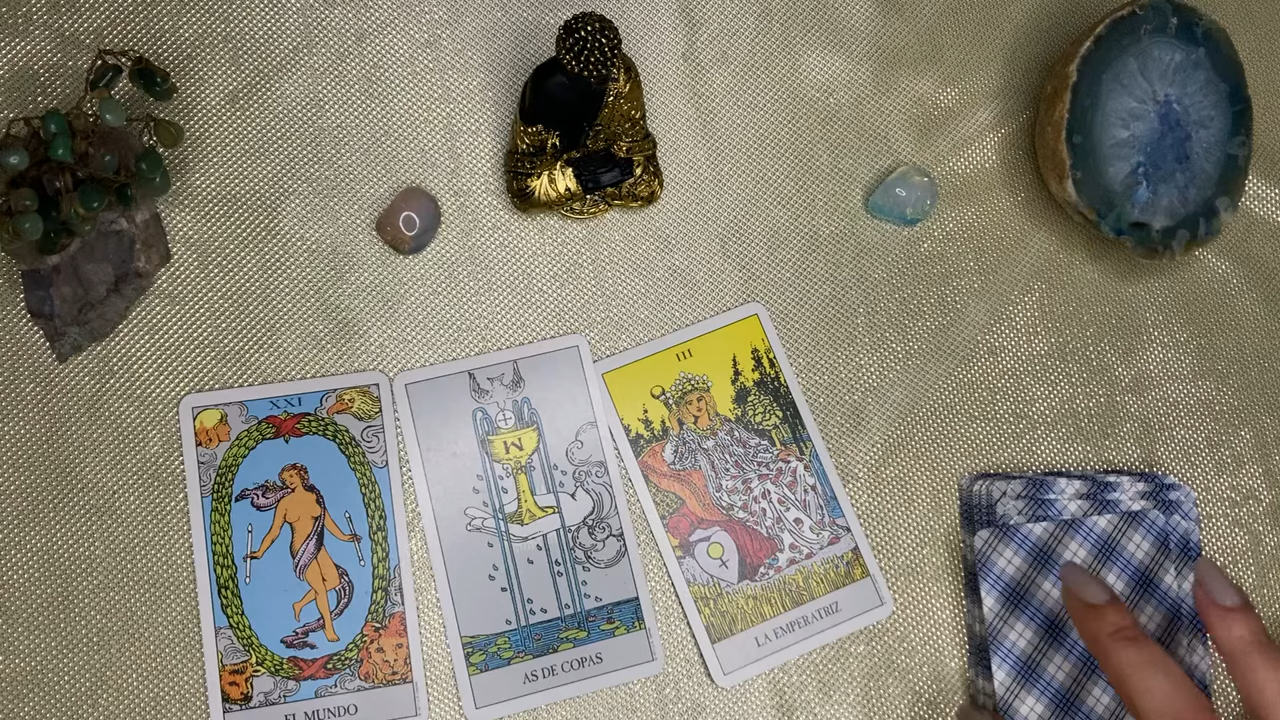 XXI
EL MUNDO
M
AS DE COPAS
III
LA EMPERATRIZ